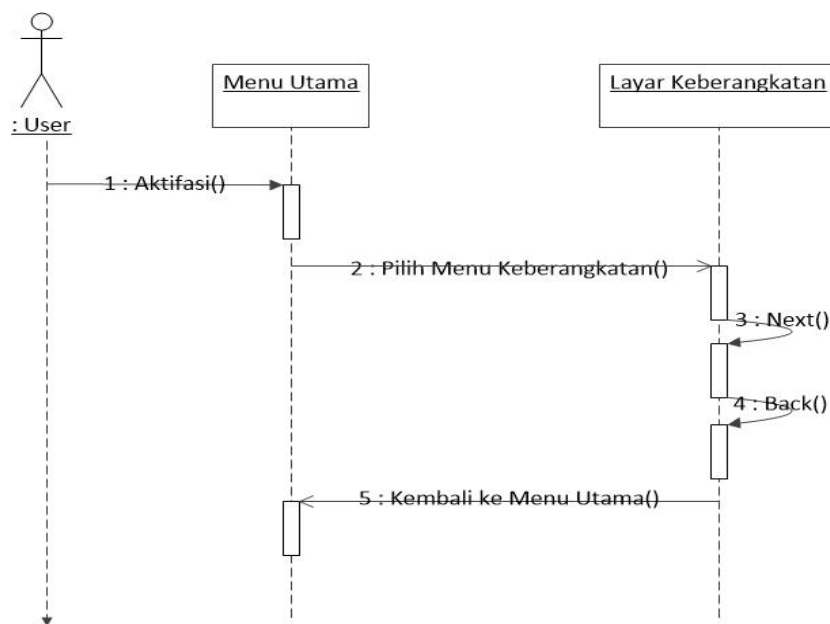 Menu Utama
Layar Keberangkatan
: User
1 : Aktifasi()
2 : Pilih Menu Keberangkatan()
3 : Next()
4 : Back()
5 : Kembali ke Menu Utama()